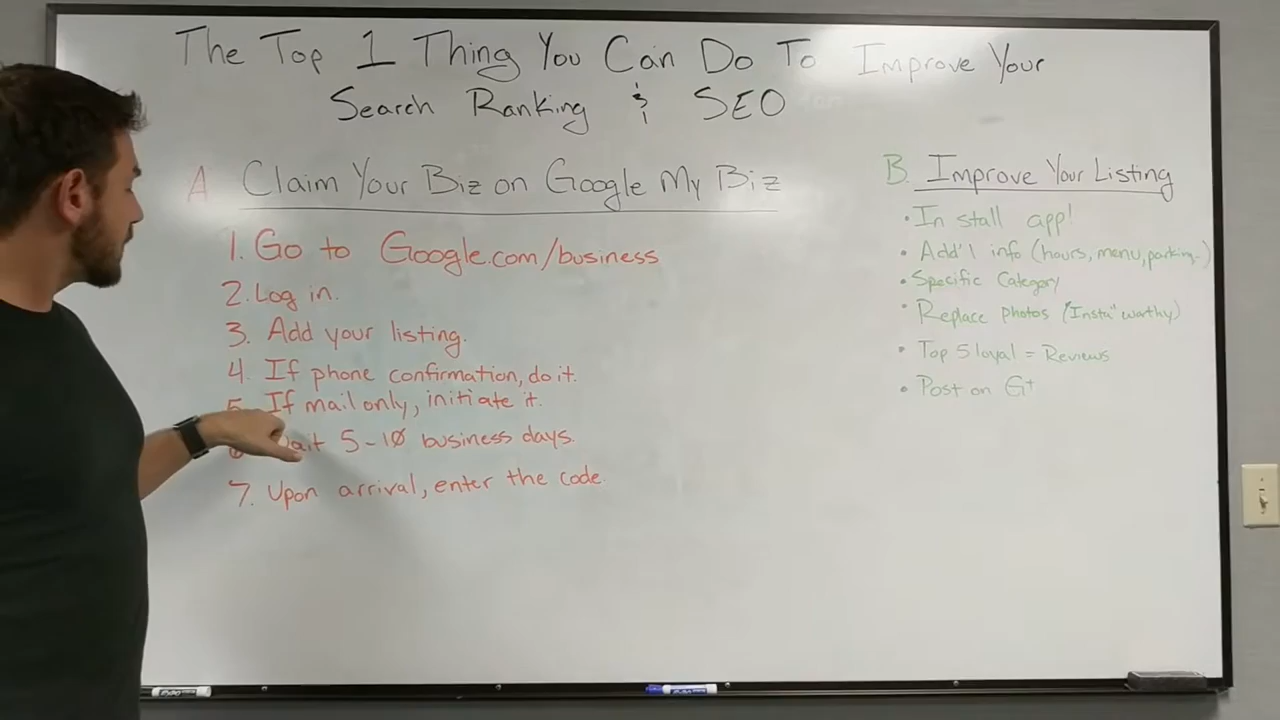 The Top 1 Thing You Can Do To Improve Your
Search Ranking & SEO
A Claim Your Biz on Google My Biz
1. Go to Google.com/business
2. Log in.
3. Add your listing.
4. If phone confirmation, do it.
5. If mail only, initiate it.
6. Wait 5-10 business days.
7. Upon arrival, enter the code.
B. Improve Your Listing
• Install app!
• Add'l info (hours, menu, parking..)
• Specific Category
• Replace photos ("Insta" worthy)
• Top 5 loyal = Reviews
• Post on G+
EXPO